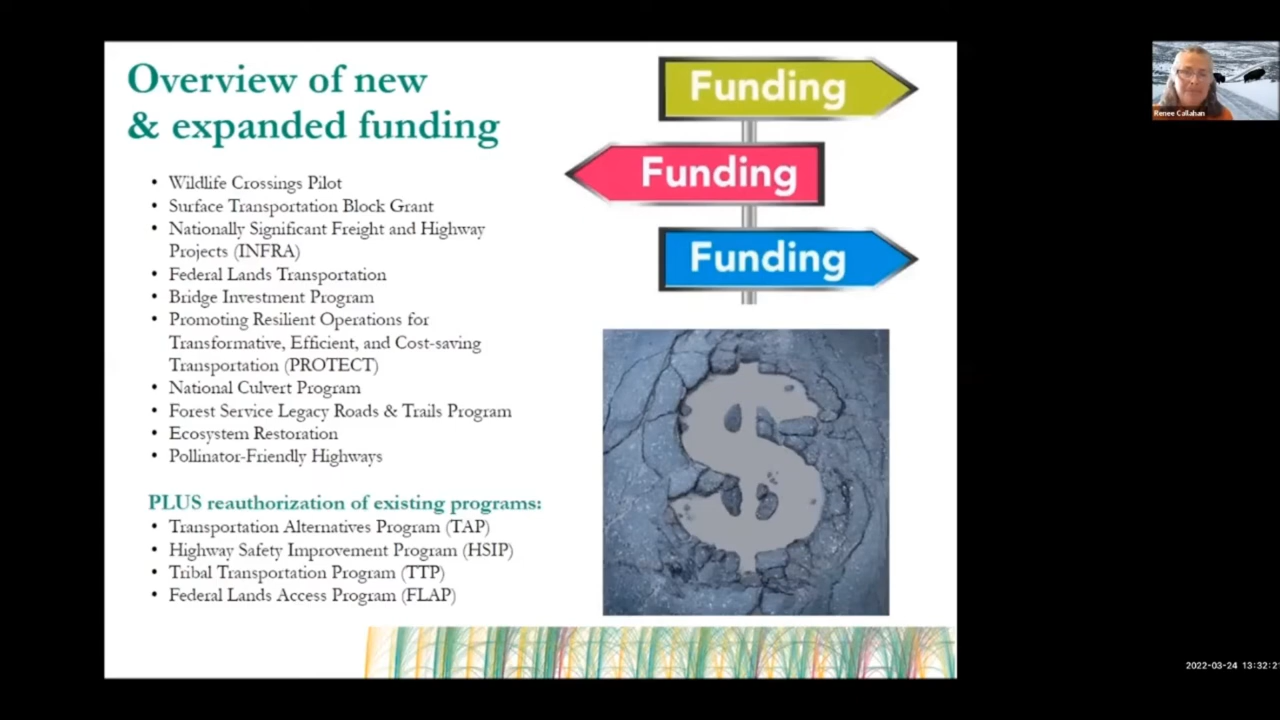 Overview of new
& expanded funding
• Wildlife Crossings Pilot
• Surface Transportation Block Grant
• Nationally Significant Freight and Highway
Projects (INFRA)
• Federal Lands Transportation
• Bridge Investment Program
• Promoting Resilient Operations for
Transformative, Efficient, and Cost-saving
Transportation (PROTECT)
• National Culvert Program
• Forest Service Legacy Roads & Trails Program
• Ecosystem Restoration
• Pollinator-Friendly Highways
PLUS reauthorization of existing programs:
• Transportation Alternatives Program (TAP)
• Highway Safety Improvement Program (HSIP)
• Tribal Transportation Program (TTP)
• Federal Lands Access Program (FLAP)
Funding
Funding
Funding
$
Renee Callahan
2022-03-24 13:32:21